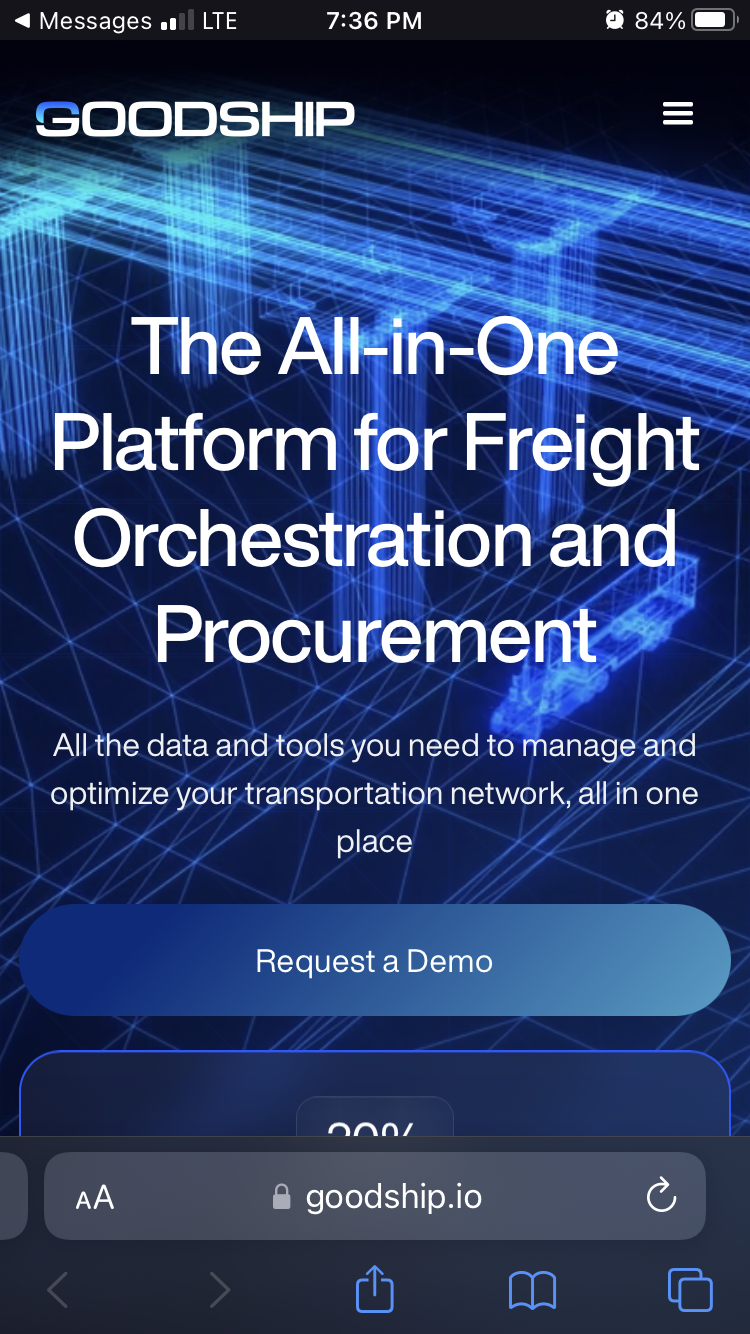 Messages LTE 7:36 PM 84%
GOODSHIP
The All-in-One
Platform for Freight
Orchestration and
Procurement
All the data and tools you need to manage and
optimize your transportation network, all in one
place
Request a Demo
AA goodship.io